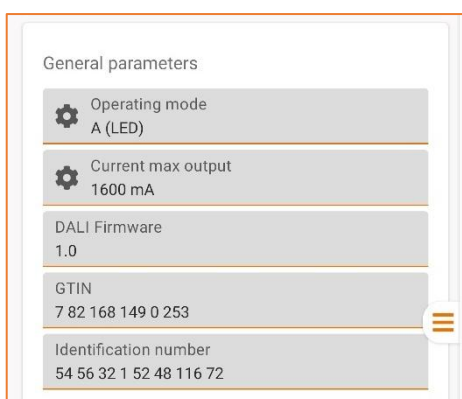 General parameters
Operating mode
A (LED)
Current max output
1600 mA
DALI Firmware
1.0
GTIN
7 82 168 149 0 253
Identification number
54 56 32 1 52 48 116 72